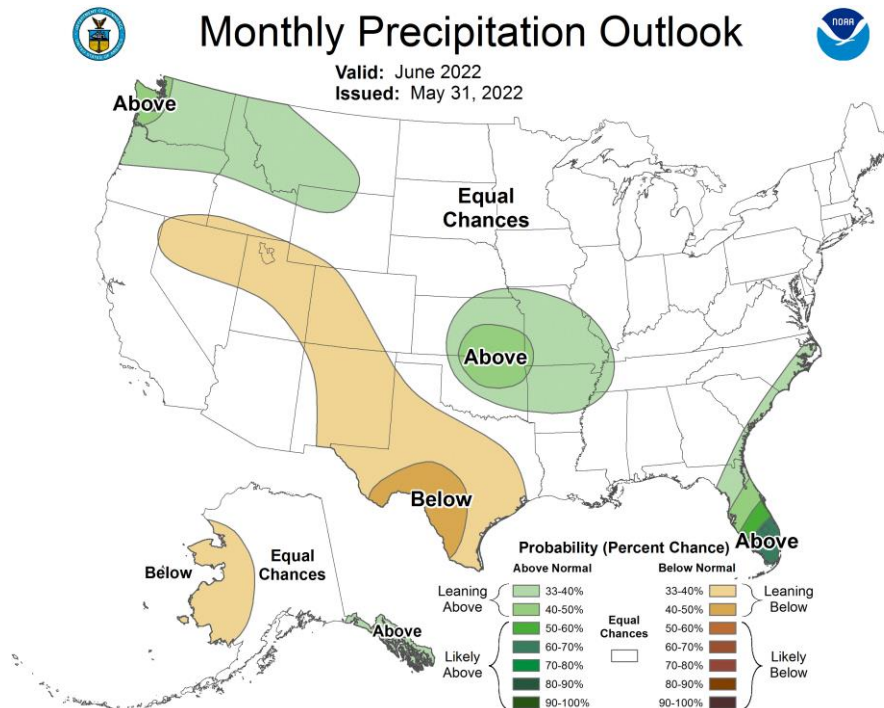 Monthly Precipitation Outlook
NOAA
Valid: June 2022
Issued: May 31, 2022
Above
Equal
Chances
Above
Below
Above
Below
Equal
Chances
Above
Probability (Percent Chance)
Above Normal
Below Normal
Leaning
Above
33-40%
40-50%
Likely
Above
50-60%
60-70%
70-80%
80-90%
90-100%
Equal
Chances
33-40%
40-50%
Leaning
Below
50-60%
60-70%
70-80%
80-90%
90-100%
Likely
Below